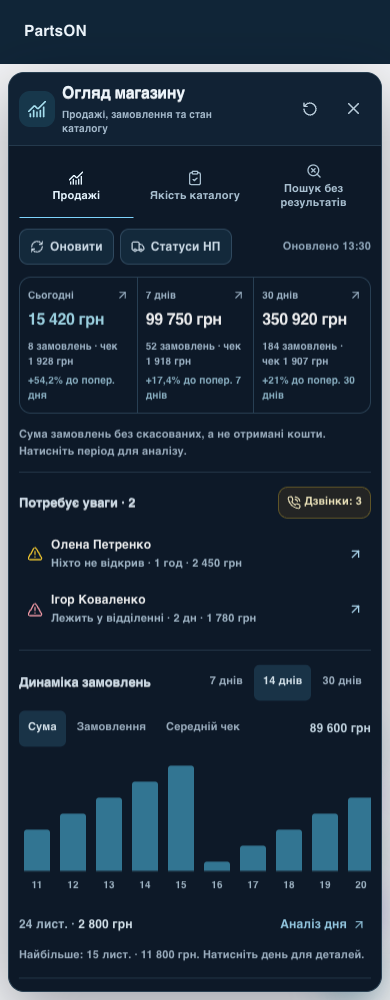 PartsON
Огляд магазину
Продажі, замовлення та стан
каталогу
Продажі
Якість каталогу
Пошук без
результатів
Оновити
Статуси НП
Оновлено 13:30
Сьогодні
15 420 грн
8 замовлень · чек
1 928 грн
+54,2% до попер.
дня
7 днів
99 750 грн
52 замовлень · чек
1 918 грн
+17,4% до попер. 7
днів
30 днів
350 920 грн
184 замовлень ·
чек 1 907 грн
+21% до попер. 30
днів
Сума замовлень без скасованих, а не отримані кошти.
Натисніть період для аналізу.
Потребує уваги · 2
Дзвінки: 3
Олена Петренко
Ніхто не відкрив · 1 год · 2 450 грн
Ігор Коваленко
Лежить у відділенні · 2 дн · 1 780 грн
Динаміка замовлень
7 днів
14 днів
30 днів
Сума
Замовлення
Середній чек
89 600 грн
11 12 13 14 15 16 17 18 19 20
24 лист. · 2 800 грн
Аналіз дня
Найбільше: 15 лист. · 11 800 грн. Натисніть день для деталей.